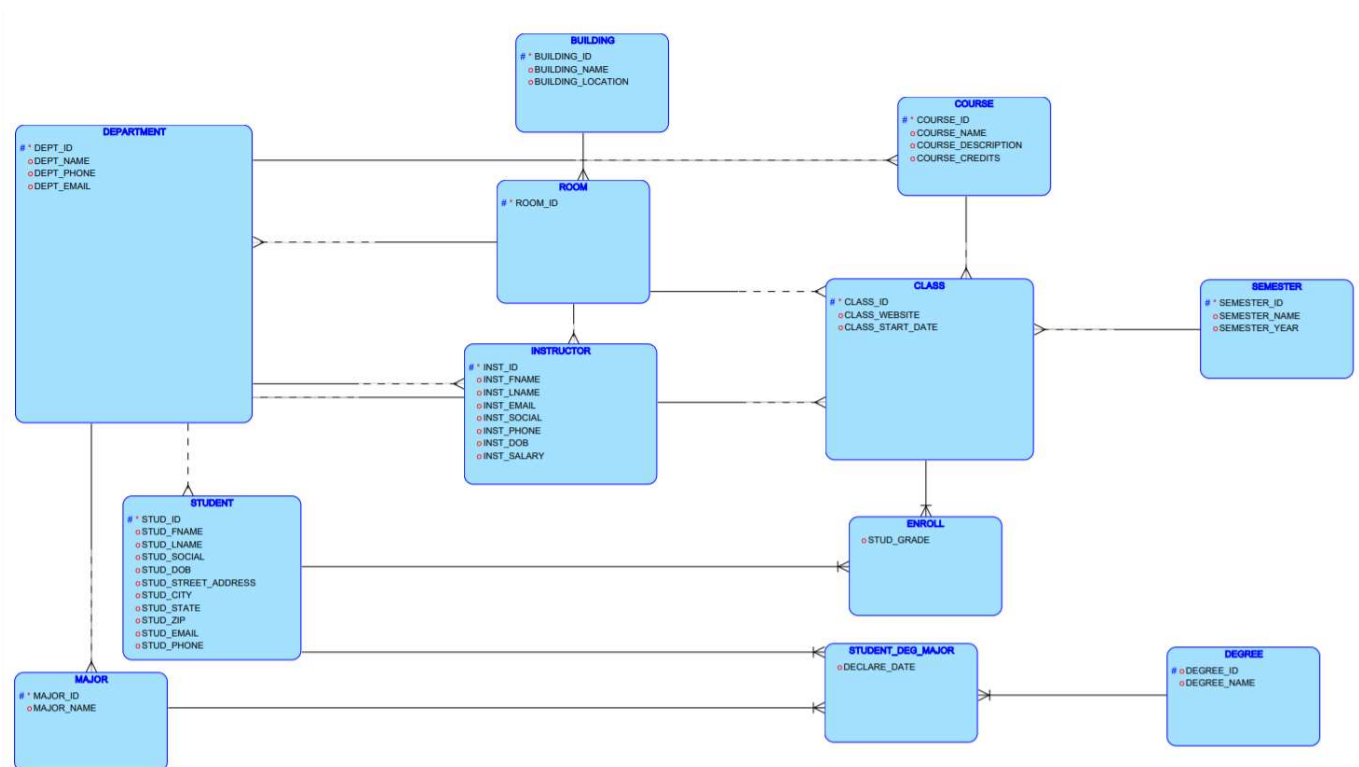 BUILDING
# * BUILDING_ID
o BUILDING_NAME
o BUILDING_LOCATION
COURSE
# * COURSE_ID
o COURSE_NAME
o COURSE_DESCRIPTION
o COURSE_CREDITS
DEPARTMENT
# * DEPT_ID
o DEPT_NAME
o DEPT_PHONE
o DEPT_EMAIL
ROOM
# * ROOM_ID
CLASS
# * CLASS_ID
o CLASS_WEBSITE
o CLASS_START_DATE
SEMESTER
# * SEMESTER_ID
o SEMESTER_NAME
o SEMESTER_YEAR
INSTRUCTOR
# * INST_ID
o INST_FNAME
o INST_LNAME
o INST_EMAIL
o INST_SOCIAL
o INST_PHONE
o INST_DOB
o INST_SALARY
STUDENT
# * STUD_ID
o STUD_FNAME
o STUD_LNAME
o STUD_SOCIAL
o STUD_DOB
o STUD_STREET_ADDRESS
o STUD_CITY
o STUD_STATE
o STUD_ZIP
o STUD_EMAIL
o STUD_PHONE
ENROLL
o STUD_GRADE
MAJOR
# * MAJOR_ID
o MAJOR_NAME
STUDENT_DEG_MAJOR
o DECLARE_DATE
DEGREE
# o DEGREE_ID
o DEGREE_NAME